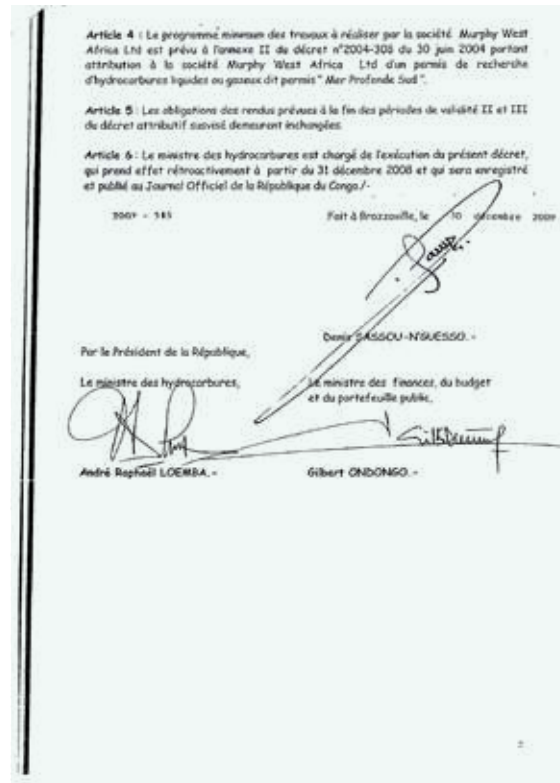 Article 4 : Le programme minimum des travaux à réaliser par la société Murphy West
Africa Ltd est prévu à l'annexe II du décret n°2004-308 du 30 juin 2004 portant
attribution à la société Murphy West Africa Ltd d'un permis de recherche
d'hydrocarbures liquides ou gazeux dit permis " Mer Profonde Sud ".
Article 5 : Les obligations des rendus prévues à la fin des périodes de validité II et III
du décret attributif susvisé demeurent inchangées.
Article 6 : Le ministre des hydrocarbures est chargé de l'exécution du présent décret,
qui prend effet rétroactivement à partir du 31 décembre 2008 et qui sera enregistré
et publié au Journal Officiel de la République du Congo./-
2009 - 585
Fait à Brazzaville, le 30 décembre 2009
Denis SASSOU-N'GUESSO.-
Par le Président de la République,
Le ministre des hydrocarbures,
Le ministre des finances, du budget
et du portefeuille public,
André Raphaël LOEMBA.-
Gilbert ONDONGO.-
2